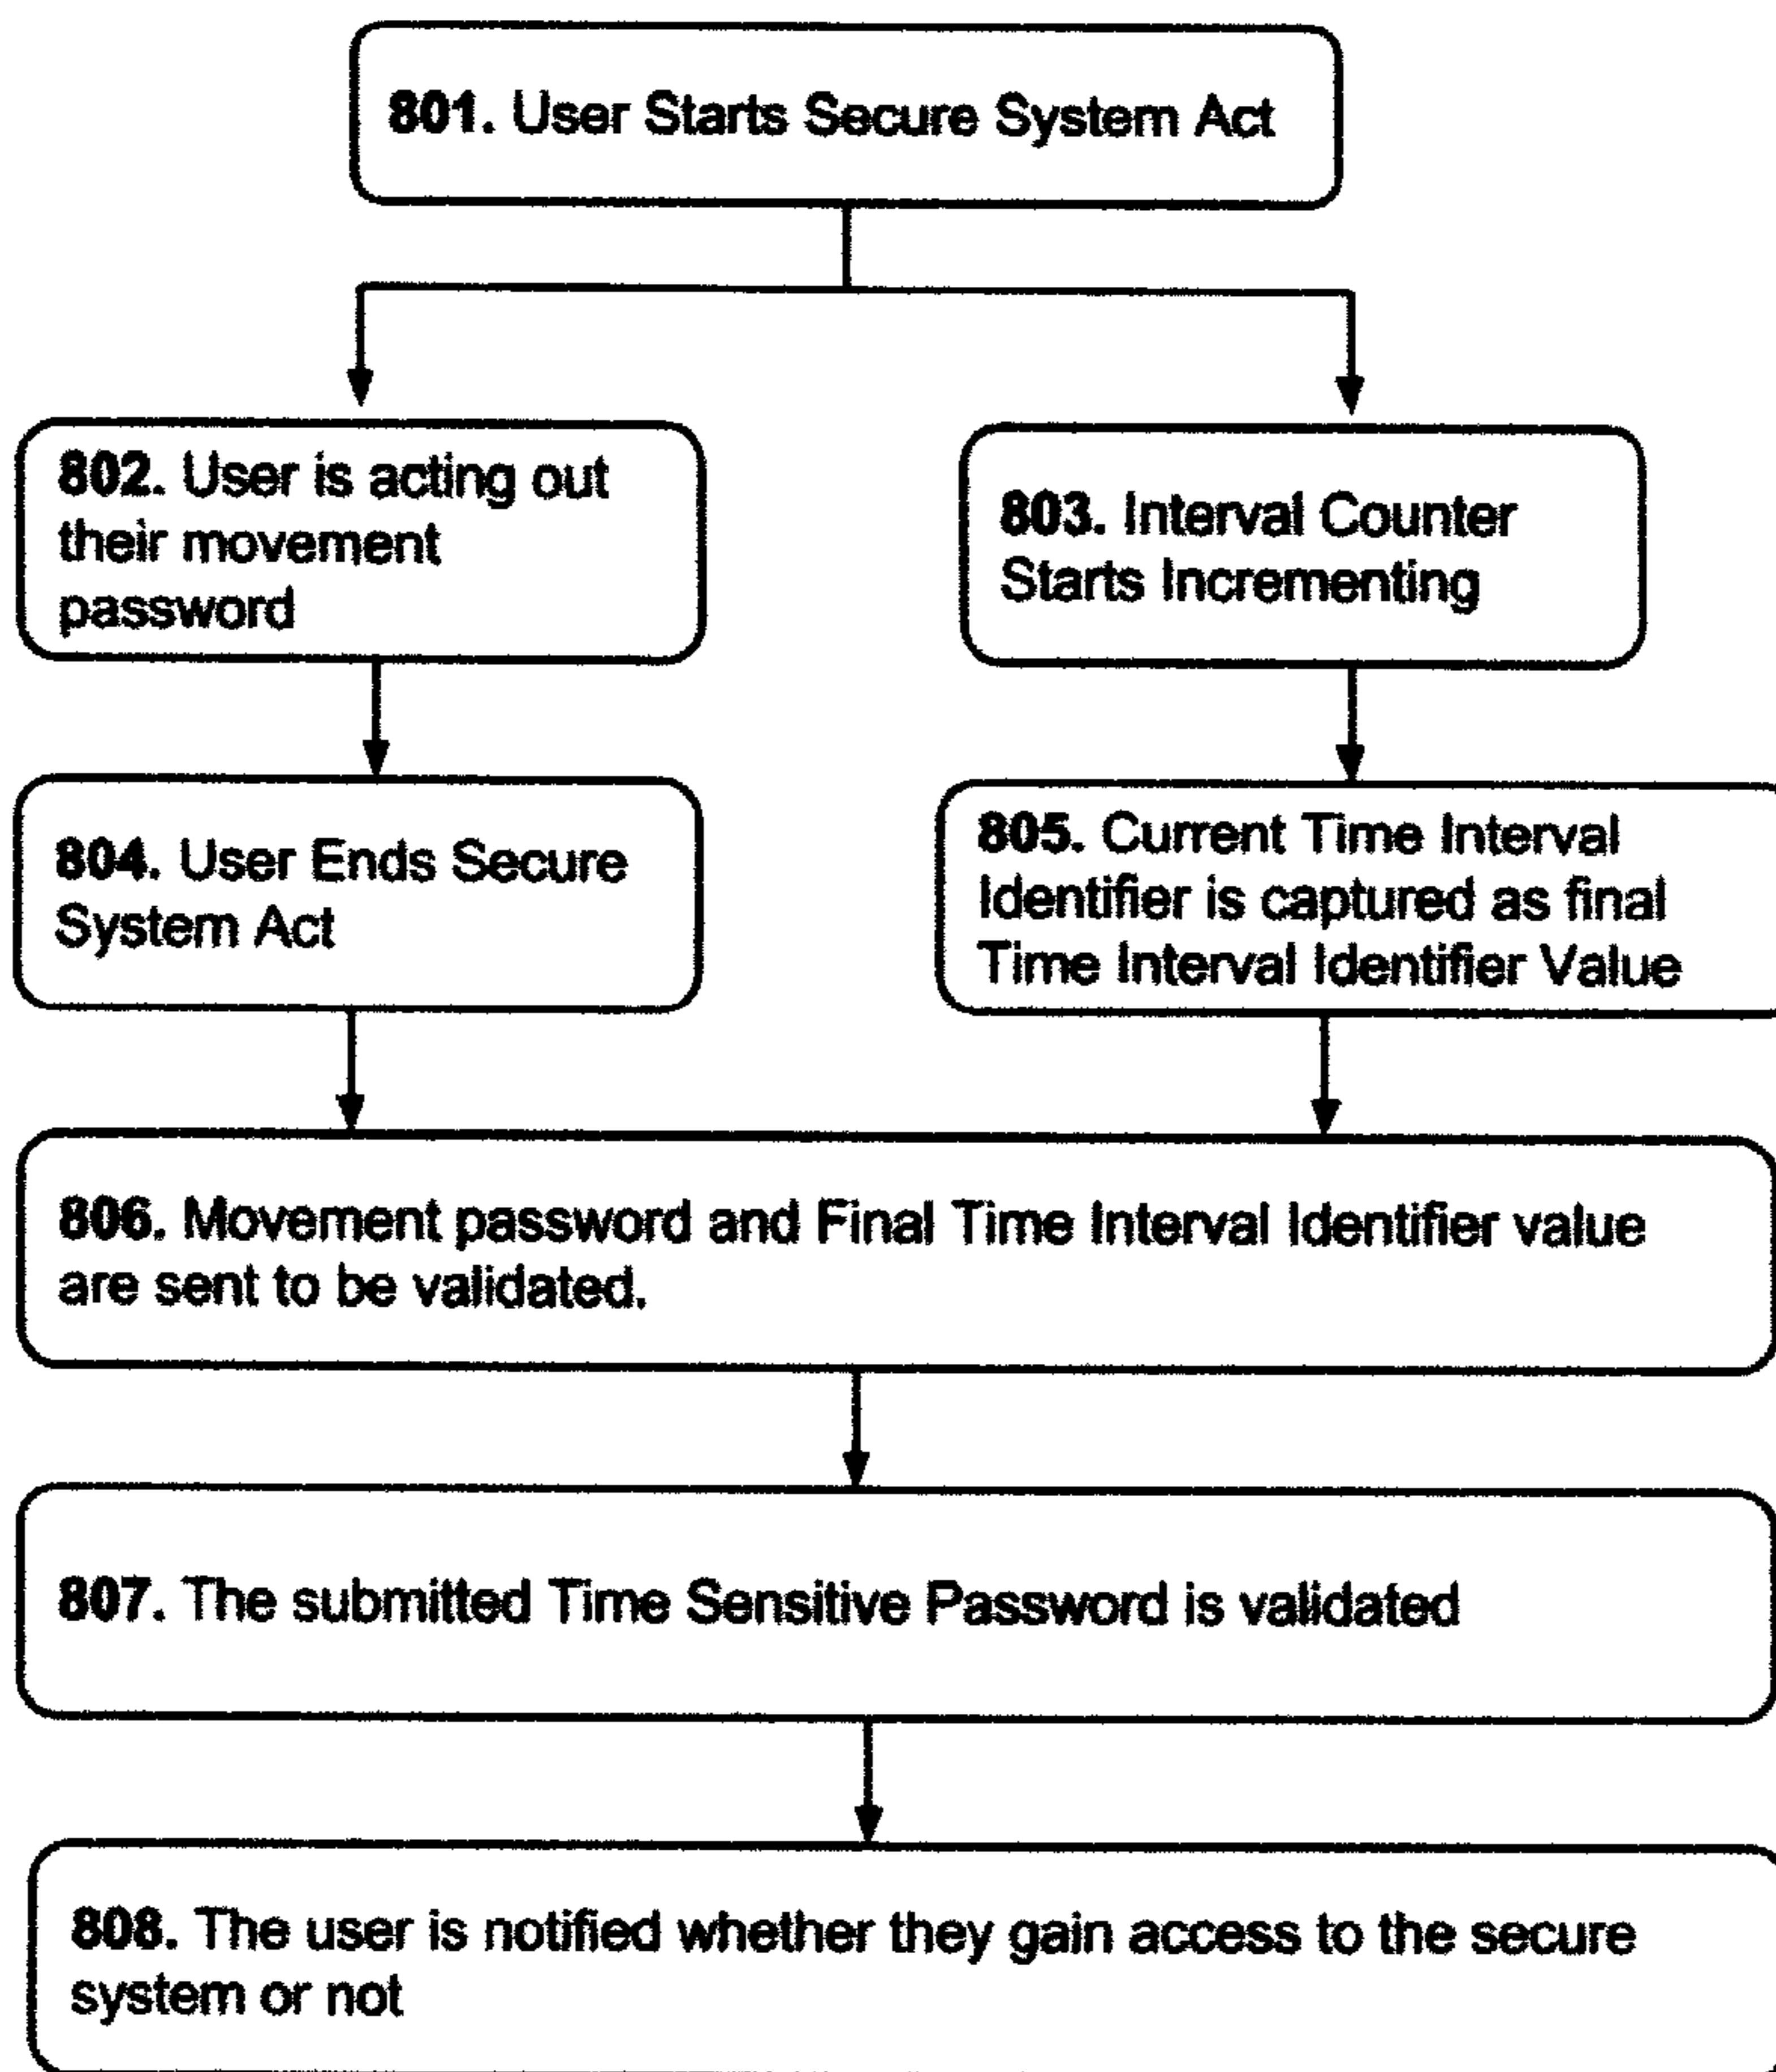 801. User Starts Secure System Act
802. User is acting out
their movement
password
803. Interval Counter
Starts Incrementing
804. User Ends Secure
System Act
805. Current Time Interval
Identifier is captured as final
Time Interval Identifier Value
806. Movement password and Final Time Interval Identifier value
are sent to be validated.
807. The submitted Time Sensitive Password is validated
808. The user is notified whether they gain access to the secure
system or not